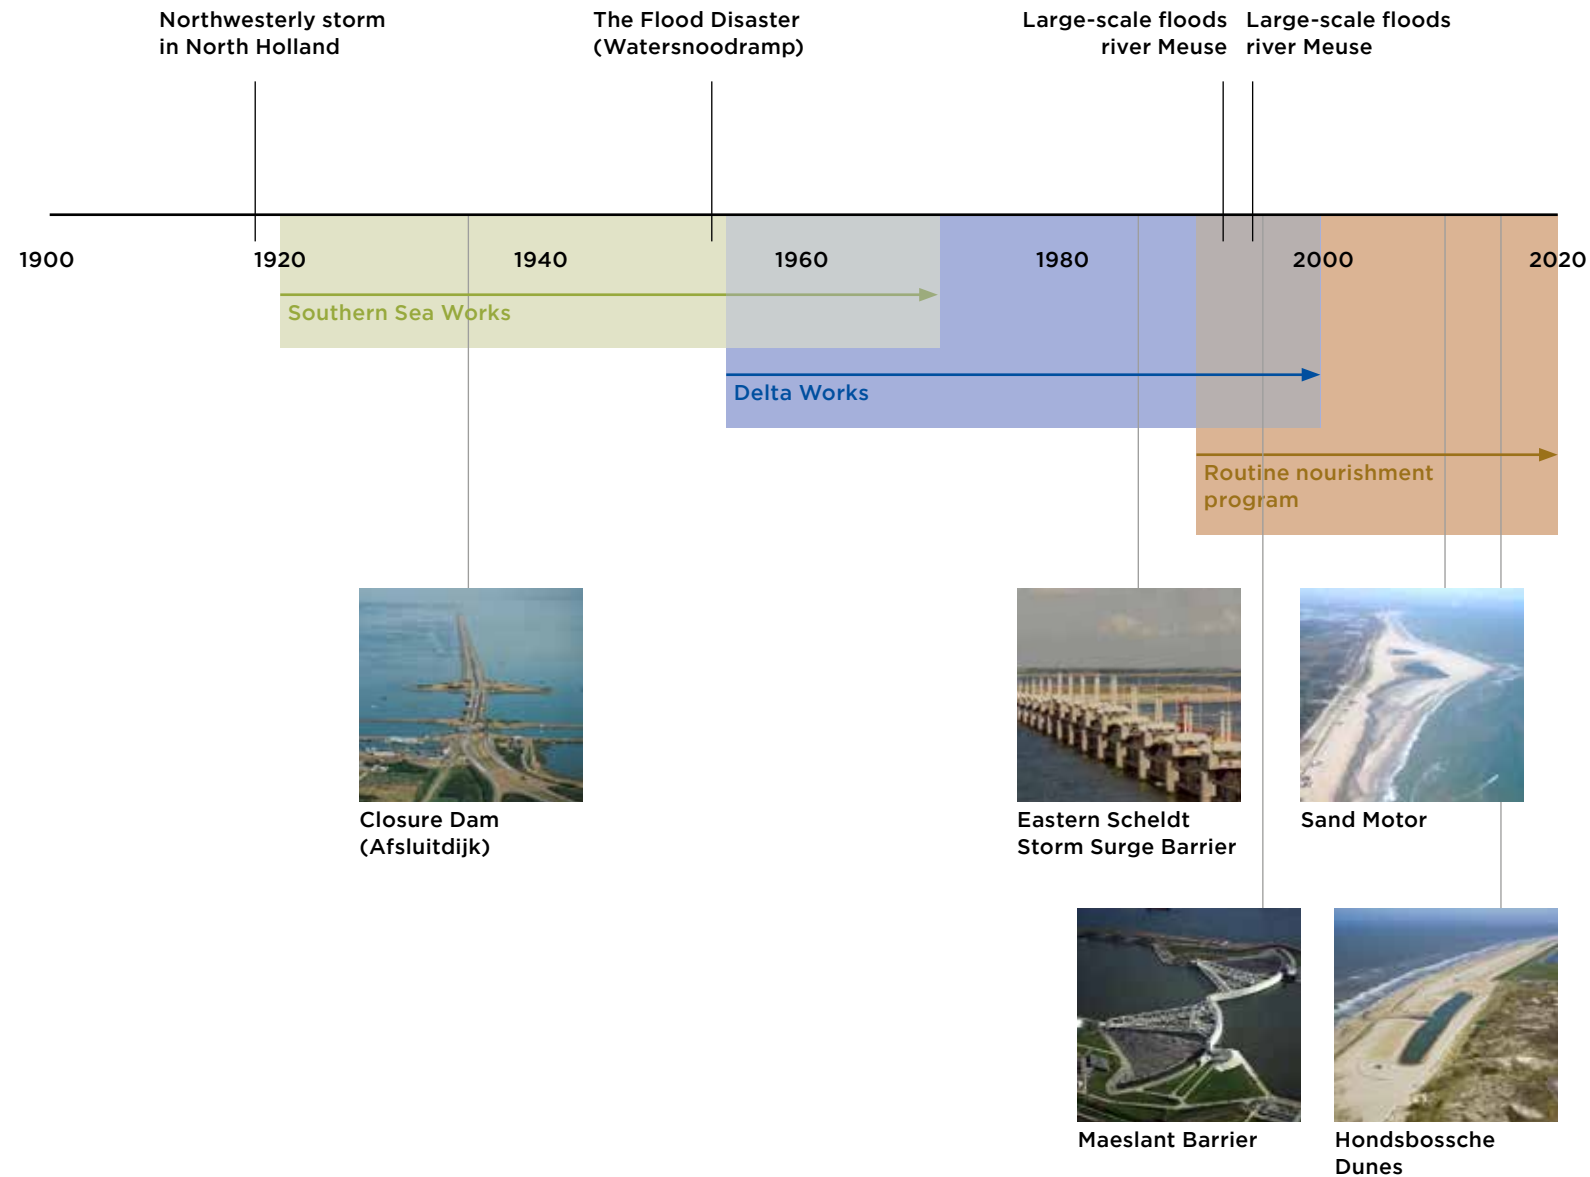 Northwesterly storm
in North Holland
The Flood Disaster
(Watersnoodramp)
Large-scale floods
river Meuse
Large-scale floods
river Meuse
1900
1920
1940
1960
1980
2000
2020
Southern Sea Works
Delta Works
Routine nourishment
program
Closure Dam
(Afsluitdijk)
Eastern Scheldt
Storm Surge Barrier
Sand Motor
Maeslant Barrier
Hondsbossche
Dunes